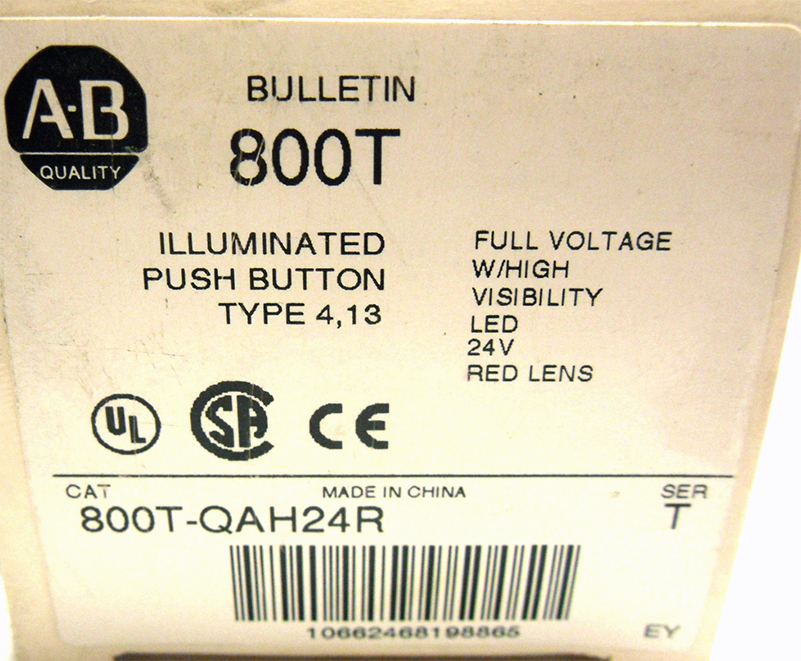 A-B
QUALITY
BULLETIN
800T
ILLUMINATED
PUSH BUTTON
TYPE 4,13
FULL VOLTAGE
W/HIGH
VISIBILITY
LED
24V
RED LENS
UL
SA
CE
CAT
MADE IN CHINA
SER
800T-QAH24R
T
10662468198865
EY